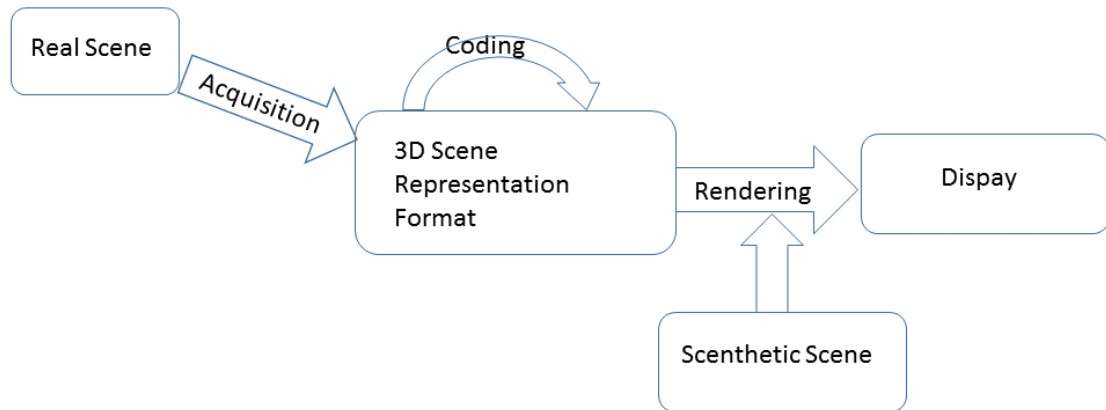 Real Scene
Acquisition
Coding
3D Scene
Representation
Format
Rendering
Dispay
Scenthetic Scene